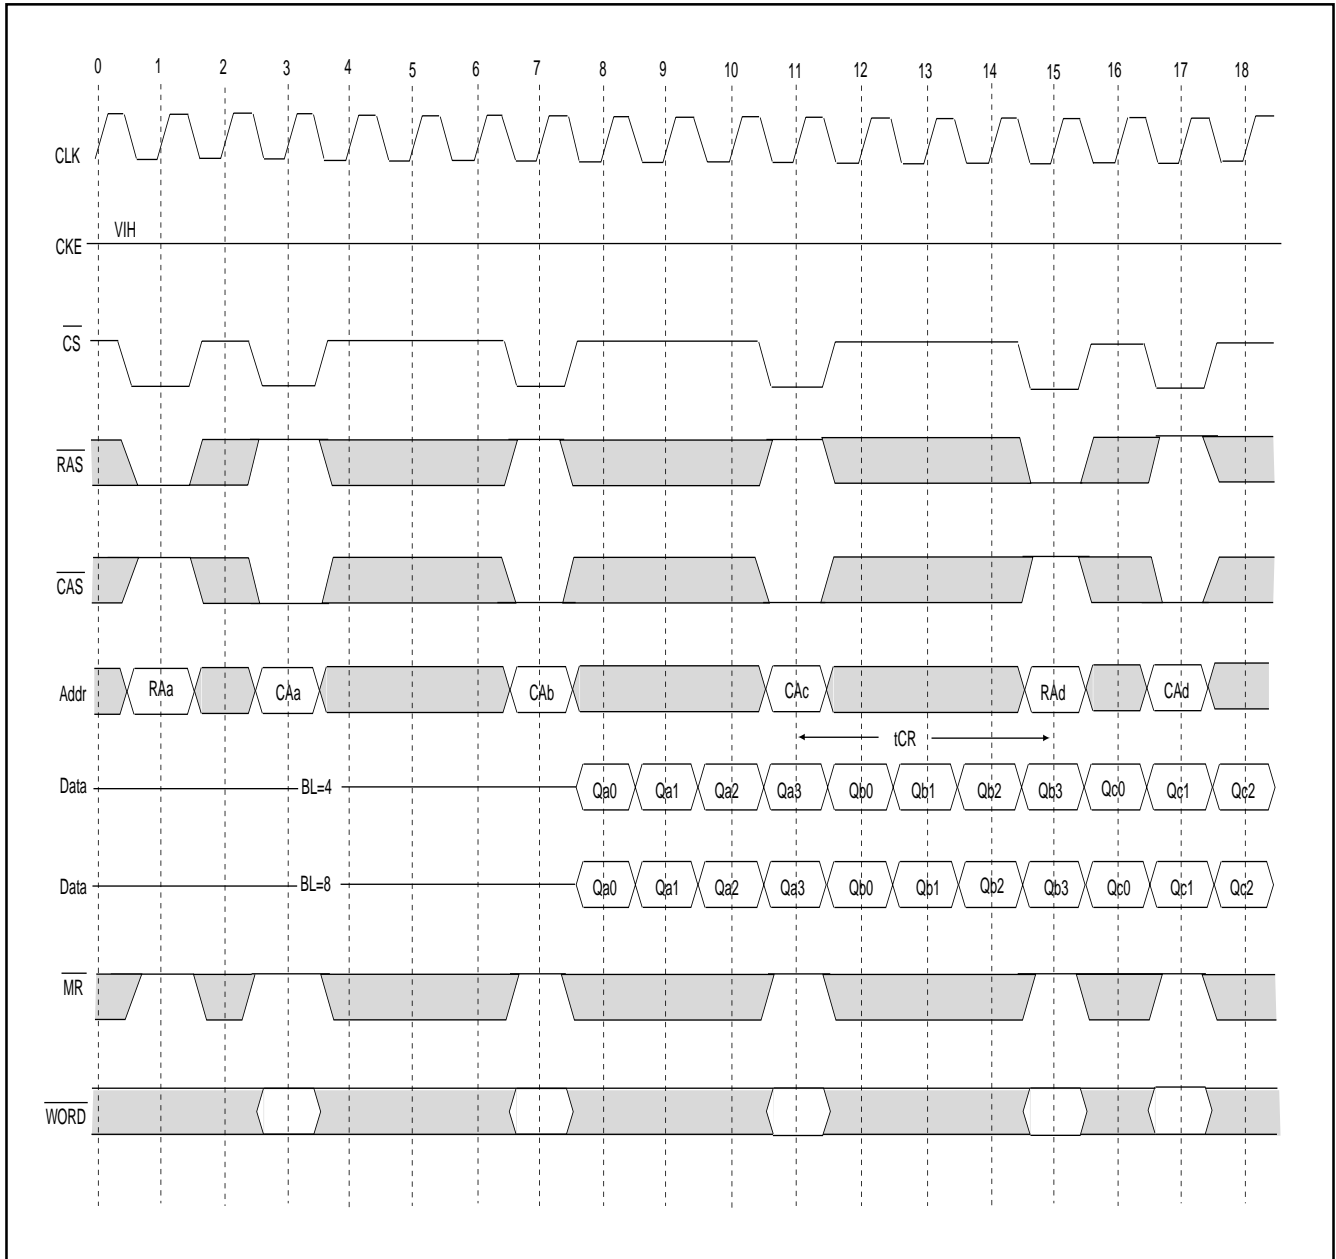 0 1 2 3 4 5 6 7 8 9 10 11 12 13 14 15 16 17 18
CLK
VIH
CKE
CS
RAS
CAS
Addr RAa CAa CAb CAc RAd CAd
tCR
Data BL=4 Qa0 Qa1 Qa2 Qa3 Qb0 Qb1 Qb2 Qb3 Qc0 Qc1 Qc2
Data BL=8 Qa0 Qa1 Qa2 Qa3 Qb0 Qb1 Qb2 Qb3 Qc0 Qc1 Qc2
MR
WORD